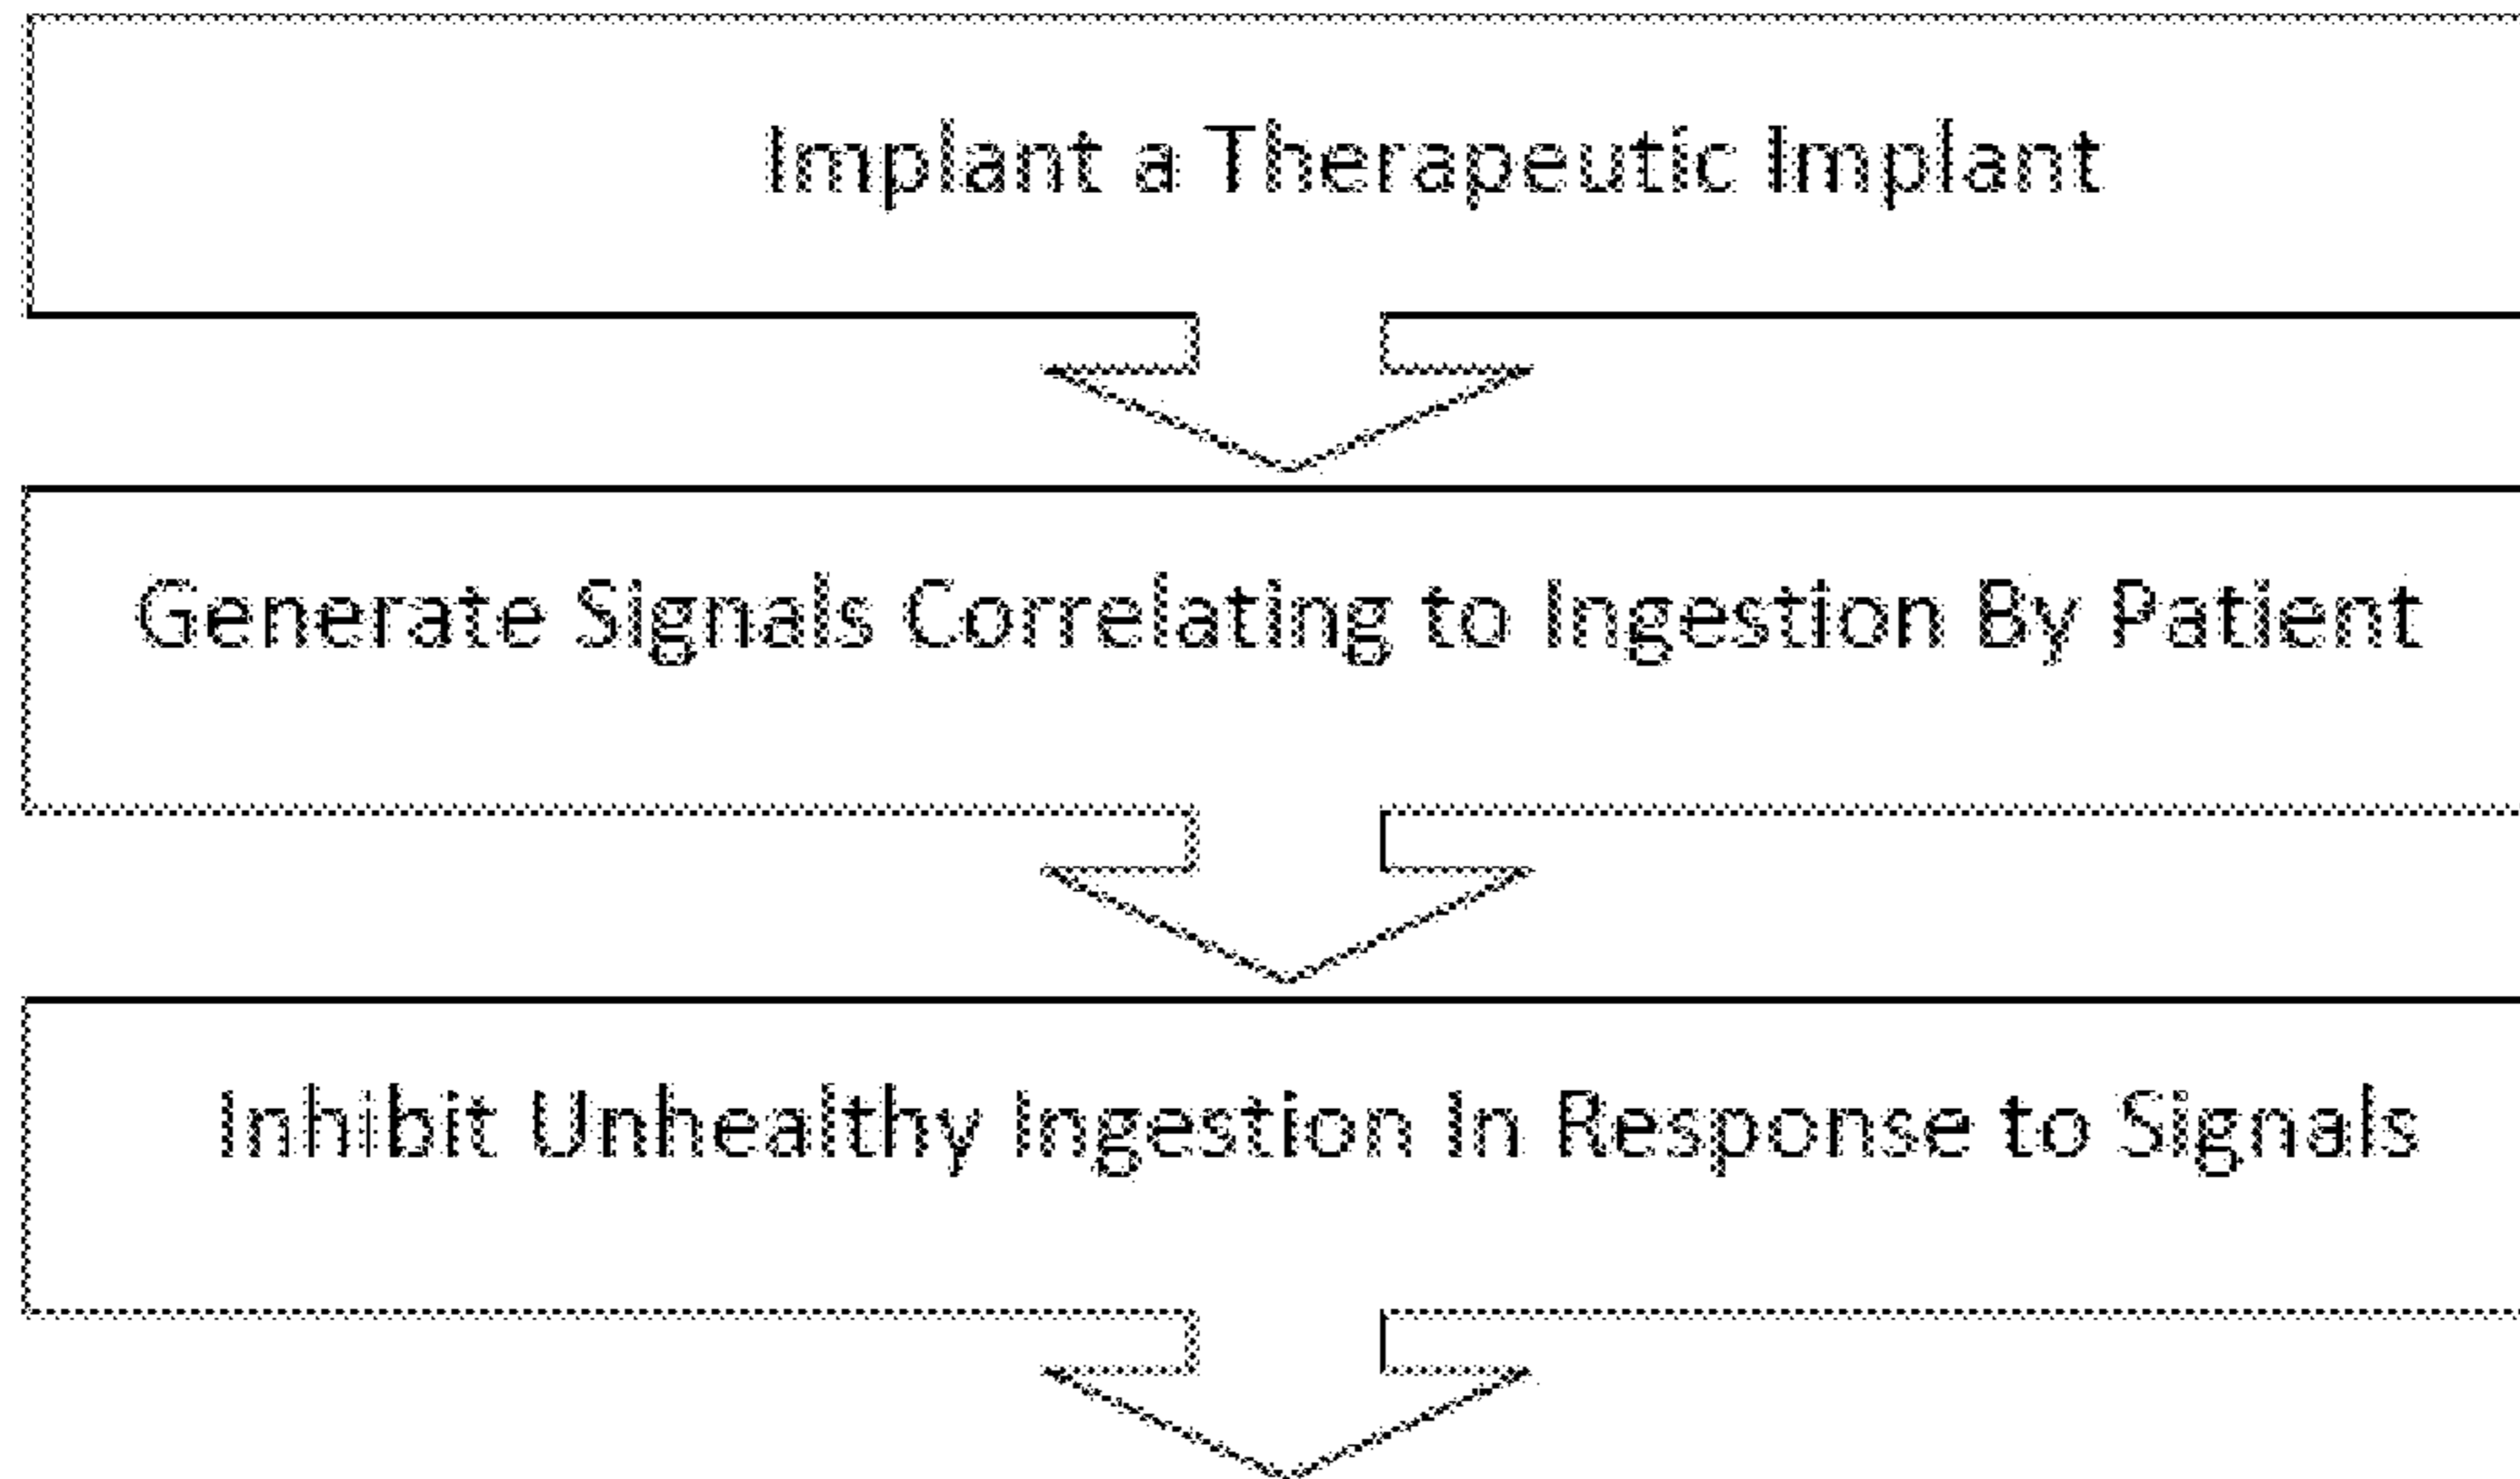 Implant a Therapeutic Implant
Generate Signals Correlating to Ingestion By Patient
Inhibit Unhealthy Ingestion In Response to Signals